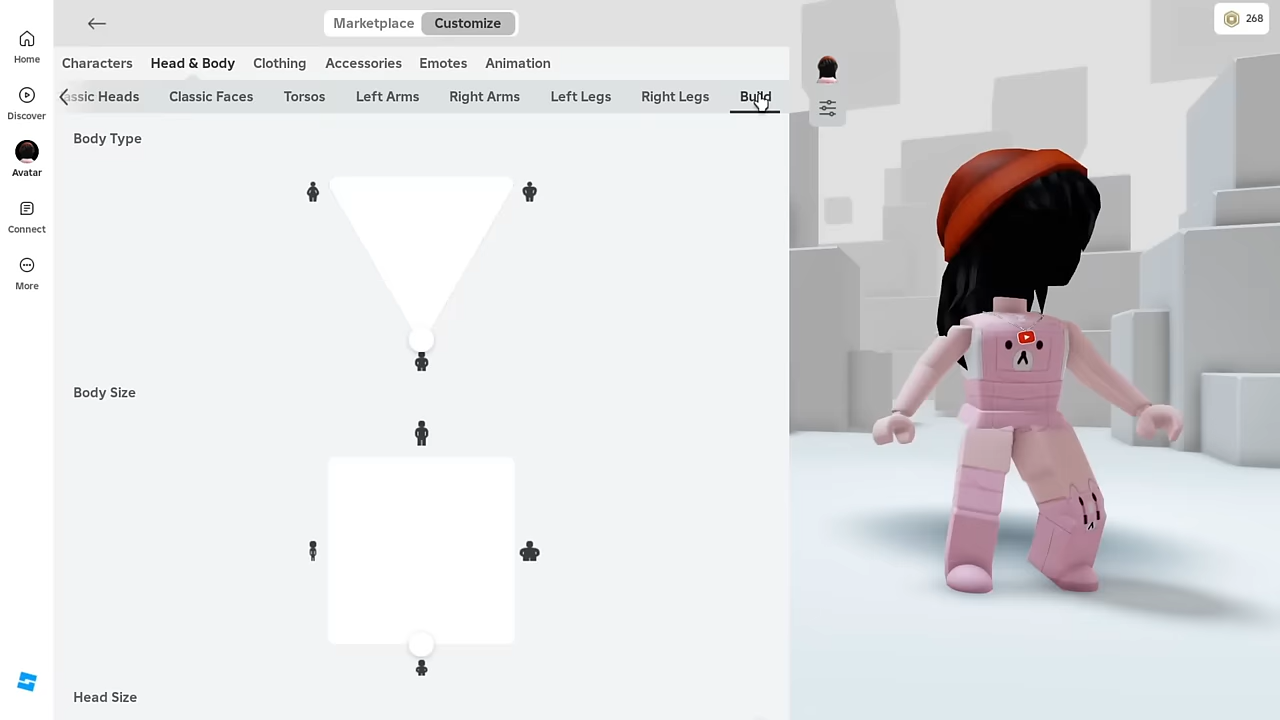 Marketplace
Customize
268
Home
Discover
Avatar
Connect
More
Characters
Head & Body
Clothing
Accessories
Emotes
Animation
assic Heads
Classic Faces
Torsos
Left Arms
Right Arms
Left Legs
Right Legs
Build
Body Type
Body Size
Head Size